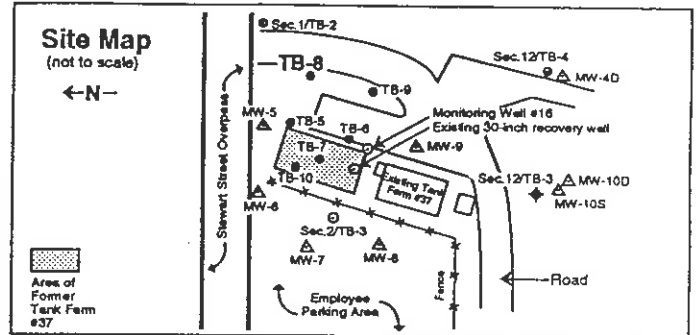 Site Map
(not to scale)
←N→
Stewart Street Overpass
Sec.1/TB-2
TB-8
TB-9
Sec.12/TB-4
MW-4D
Monitoring Well #16
Existing 30-inch recovery well
MW-5
TB-5
TB-6
MW-9
TB-7
TB-10
Existing Tank
Farm #37
Sec.12/TB-3
MW-10D
MW-10S
MW-6
Sec.2/TB-3
MW-7
MW-8
Fence
Road
Area of
Former
Tank Farm
#37
Employee
Parking Area